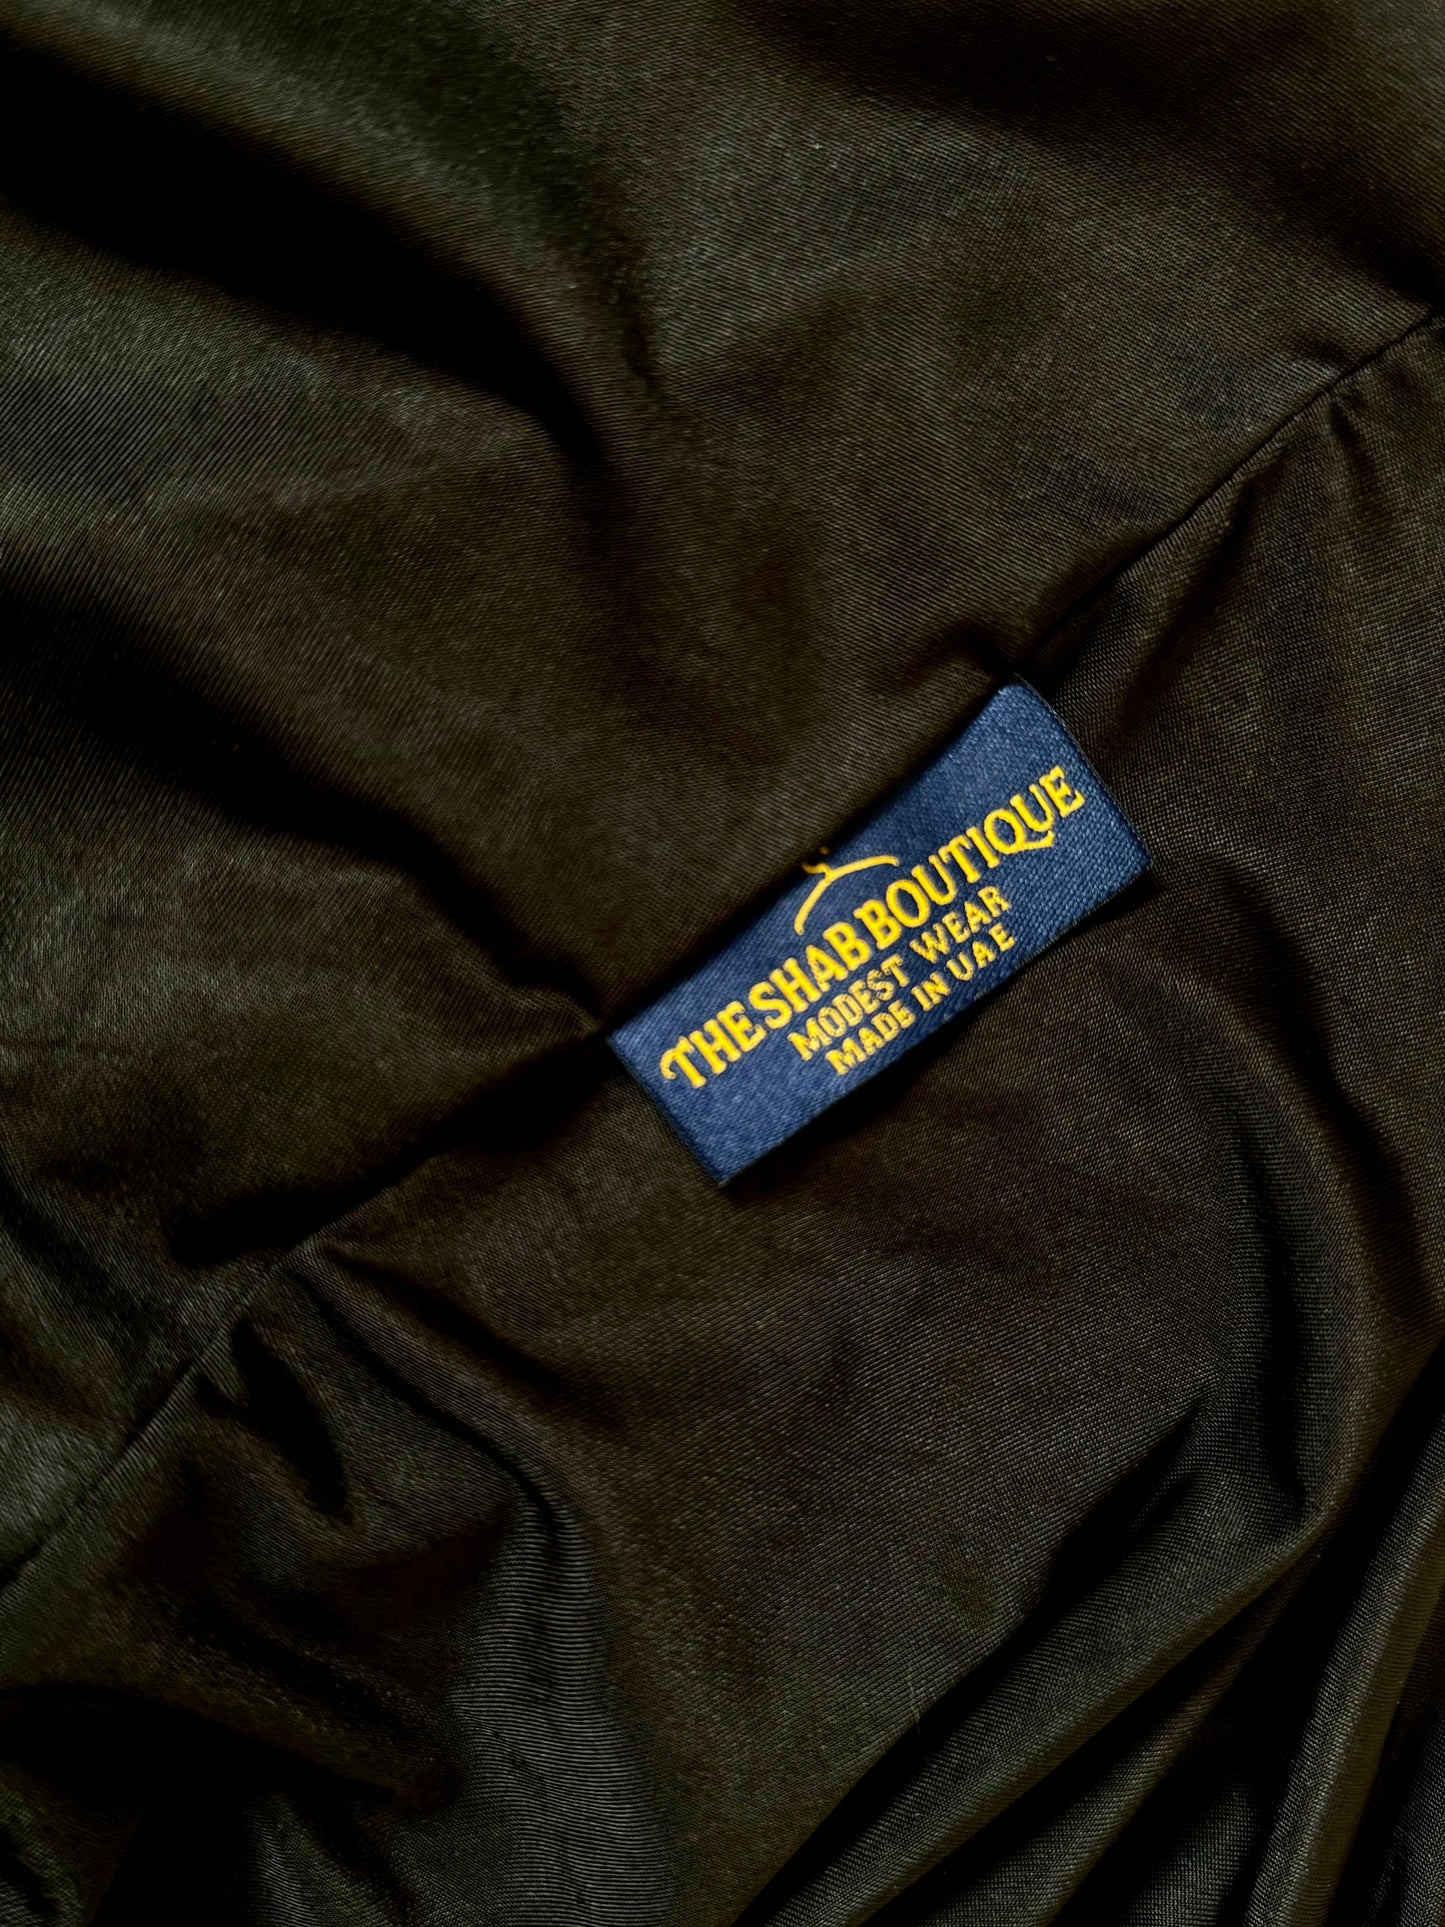 THE SHAB BOUTIQUE
MODEST WEAR
MADE IN UAE